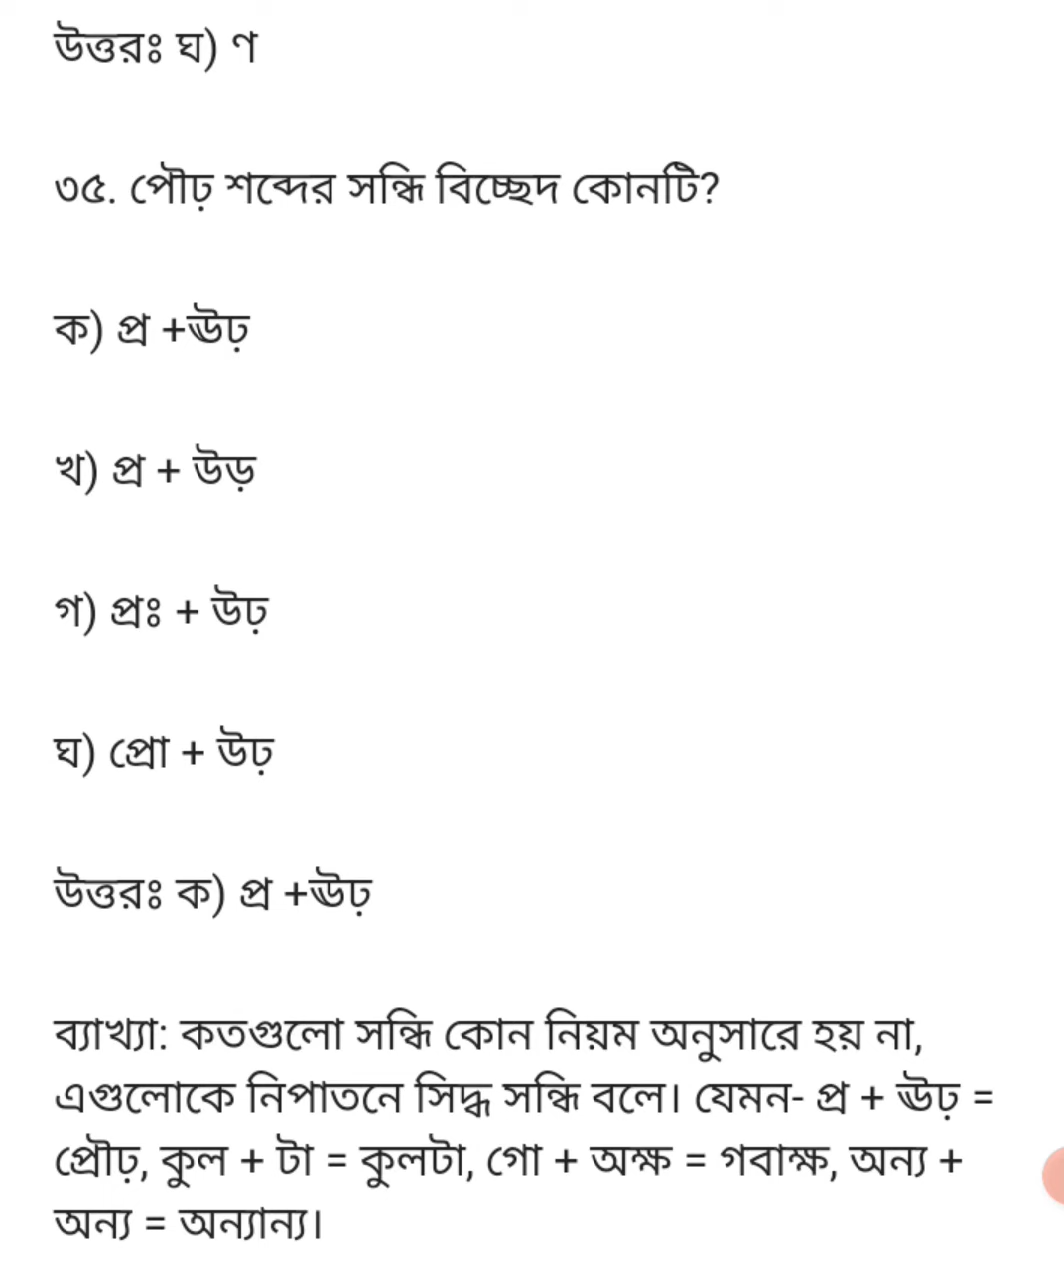 উত্তরঃ ঘ) ণ
৩৫. পৌঢ় শব্দের সন্ধি বিচ্ছেদ কোনটি?
ক) প্র +ঊঢ়
খ) প্র + উড়
গ) প্রঃ + উঢ়
ঘ) প্রো + উঢ়
উত্তরঃ ক) প্র +ঊঢ়
ব্যাখ্যা: কতগুলো সন্ধি কোন নিয়ম অনুসারে হয় না,
এগুলোকে নিপাতনে সিদ্ধ সন্ধি বলে। যেমন- প্র + ঊঢ় =
প্রৌঢ়, কুল + টা = কুলটা, গো + অক্ষ = গবাক্ষ, অন্য +
অন্য = অন্যান্য।